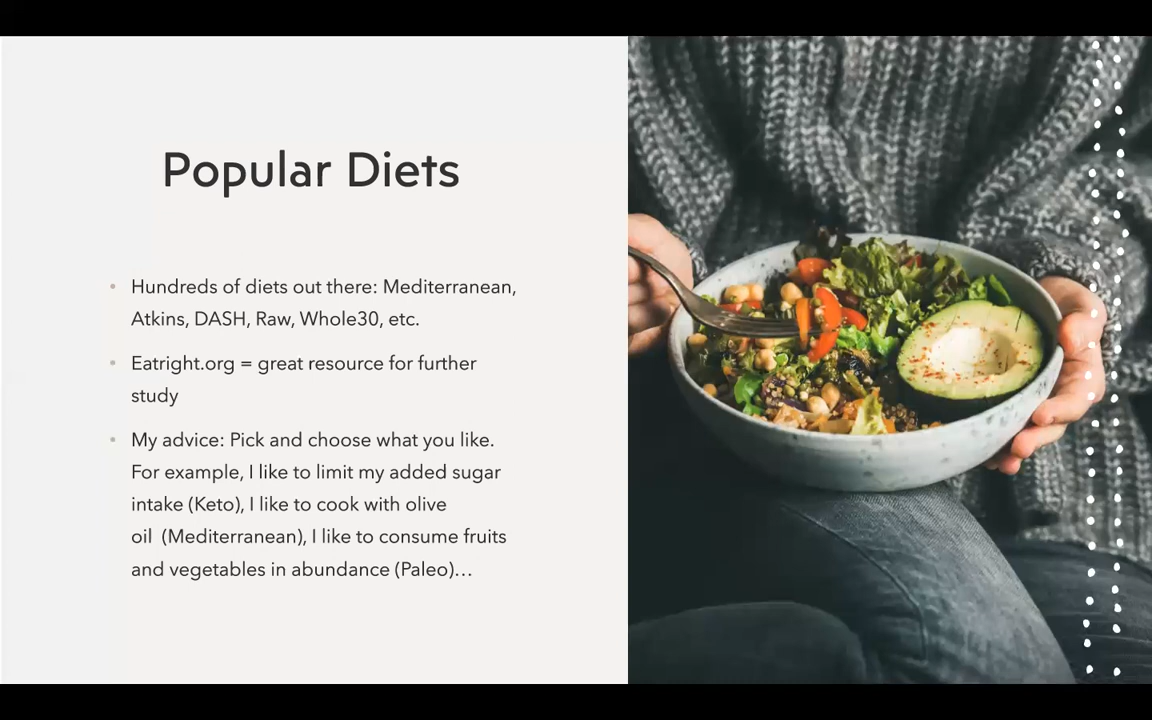 Popular Diets
• Hundreds of diets out there: Mediterranean,
Atkins, DASH, Raw, Whole30, etc.
• Eatright.org = great resource for further
study
• My advice: Pick and choose what you like.
For example, I like to limit my added sugar
intake (Keto), I like to cook with olive
oil  (Mediterranean), I like to consume fruits
and vegetables in abundance (Paleo)…